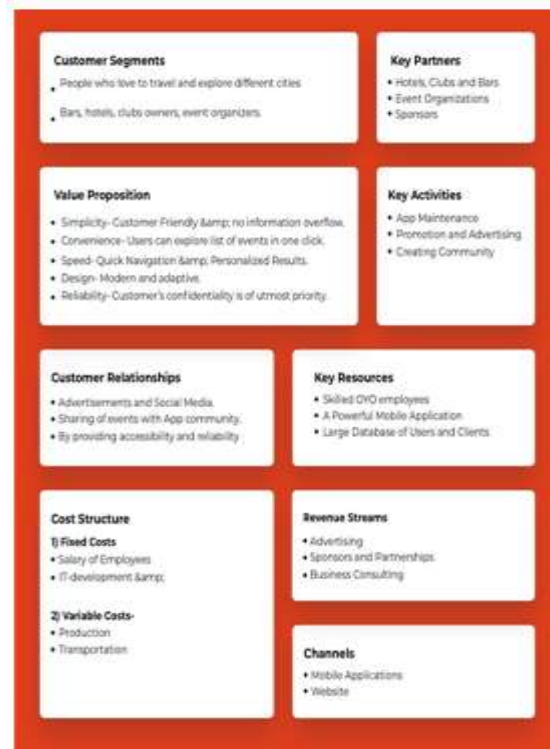 Customer Segments
People who love to travel and explore different cities
Bars, hotels, clubs owners, event organizers.
Key Partners
Hotels, Clubs and Bars
Event Organizations
Sponsors
Value Proposition
Simplicity- Customer Friendly &amp; no information overflow.
Convenience- Users can explore list of events in one click.
Speed- Quick Navigation &amp; Personalized Results.
Design- Modern and adaptive.
Reliability- Customer's confidentiality is of utmost priority.
Key Activities
App Maintenance
Promotion and Advertising
Creating Community
Customer Relationships
Advertisements and Social Media.
Sharing of events with App community.
By providing accessibility and reliability
Key Resources
Skilled OYO employees
A Powerful Mobile Application
Large Database of Users and Clients
Cost Structure
1) Fixed Costs
Salary of Employees
IT-development &amp;
2) Variable Costs-
Production
Transportation
Revenue Streams
Advertising
Sponsors and Partnerships
Business Consulting
Channels
Mobile Applications
Website